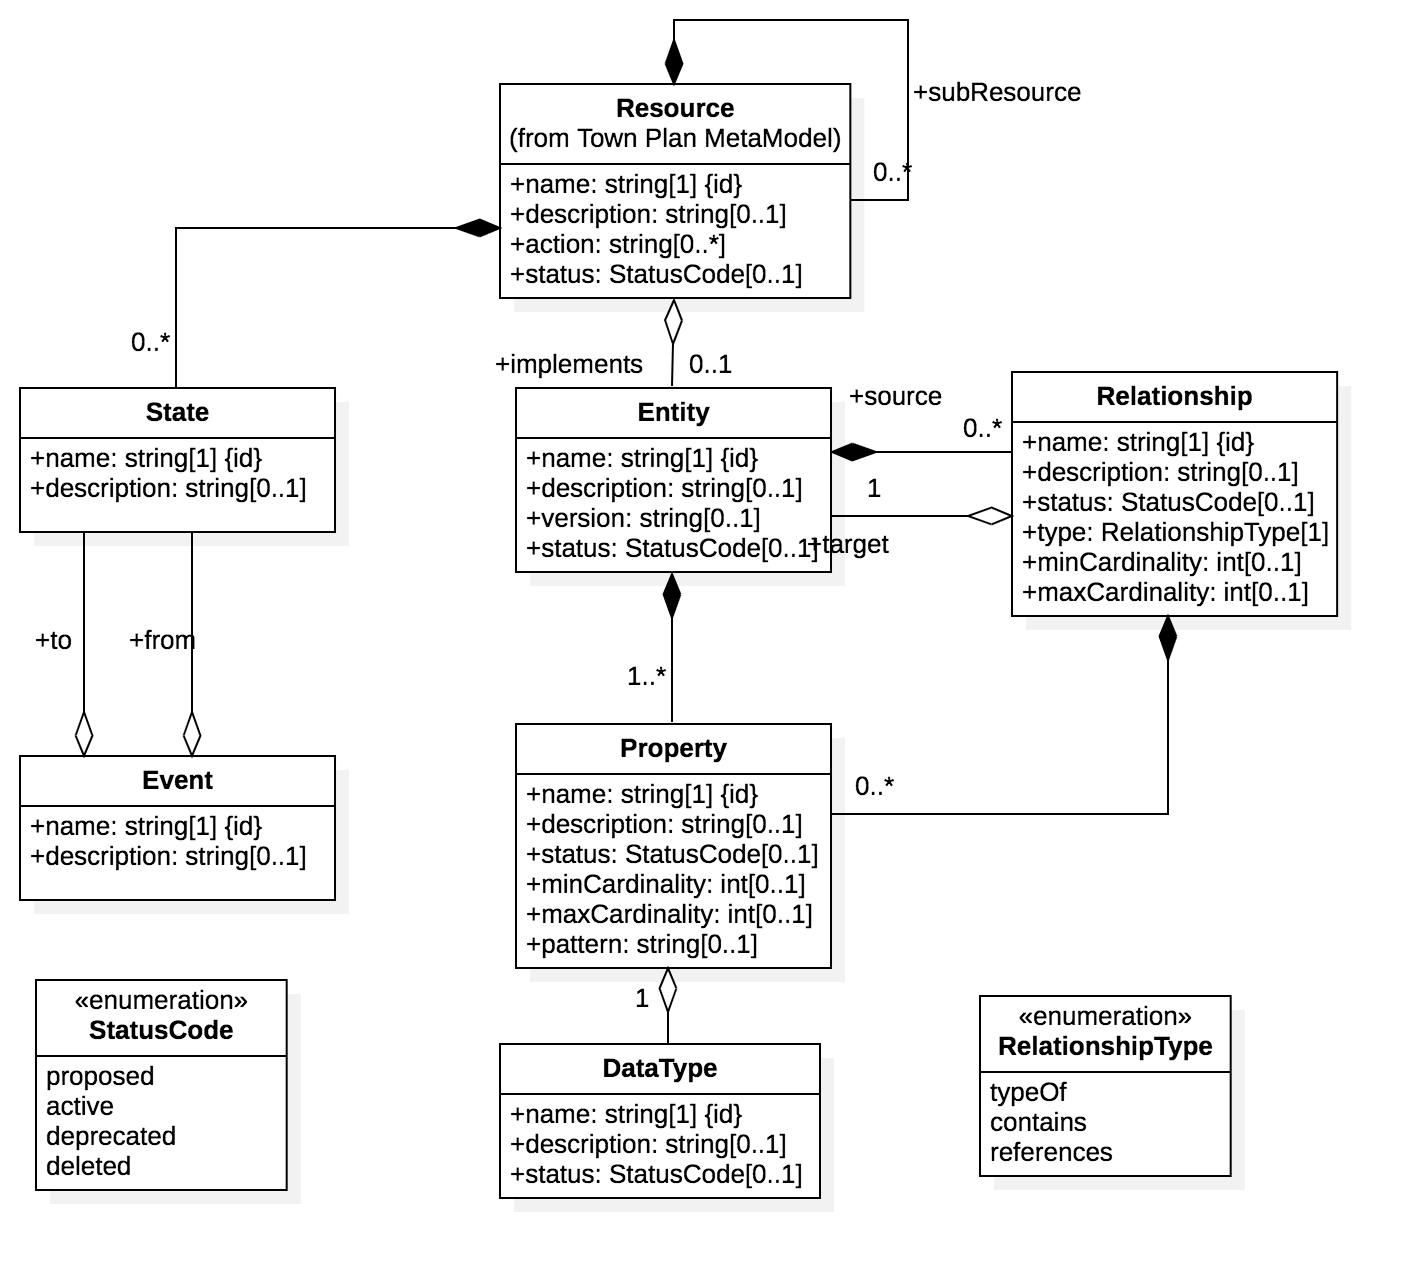 +subResource
Resource
(from Town Plan MetaModel)
0..*
+name: string[1] {id}
+description: string[0..1]
+action: string[0..*]
+status: StatusCode[0..1]
0..*
+implements
0..1
State
+name: string[1] {id}
+description: string[0..1]
Entity
+name: string[1] {id}
+description: string[0..1]
+version: string[0..1]
+status: StatusCode[0..1]
+source
0..*
1
+target
Relationship
+name: string[1] {id}
+description: string[0..1]
+status: StatusCode[0..1]
+type: RelationshipType[1]
+minCardinality: int[0..1]
+maxCardinality: int[0..1]
+to
+from
1..*
Event
+name: string[1] {id}
+description: string[0..1]
Property
+name: string[1] {id}
+description: string[0..1]
+status: StatusCode[0..1]
+minCardinality: int[0..1]
+maxCardinality: int[0..1]
+pattern: string[0..1]
0..*
1
«enumeration»
StatusCode
proposed
active
deprecated
deleted
DataType
+name: string[1] {id}
+description: string[0..1]
+status: StatusCode[0..1]
«enumeration»
RelationshipType
typeOf
contains
references